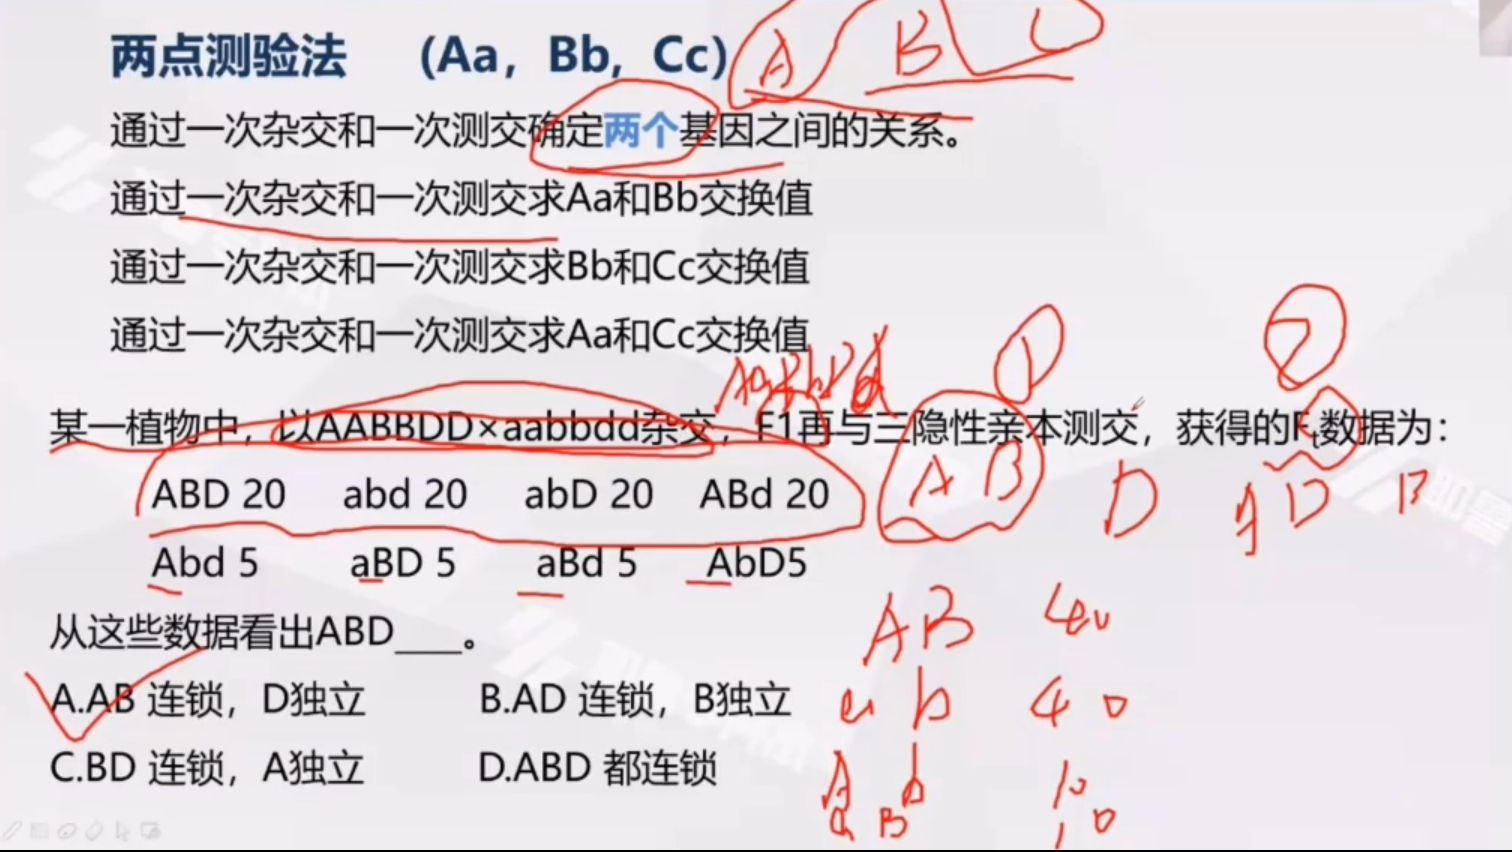 两点测验法 (Aa，Bb，Cc)
A B C
通过一次杂交和一次测交确定两个基因之间的关系。
通过一次杂交和一次测交求Aa和Bb交换值
通过一次杂交和一次测交求Bb和Cc交换值
通过一次杂交和一次测交求Aa和Cc交换值
AaBbDd
① ②
某一植物中，以AABBDD×aabbdd杂交，F1再与三隐性亲本测交，获得的Ft数据为：
ABD 20 abd 20 abD 20 ABd 20
A B D A D B
Abd 5 aBD 5 aBd 5 AbD5
从这些数据看出ABD____。
AB 40
A.AB 连锁，D独立 B.AD 连锁，B独立
ab 40
C.BD 连锁，A独立 D.ABD 都连锁
Ab 10
aB 10